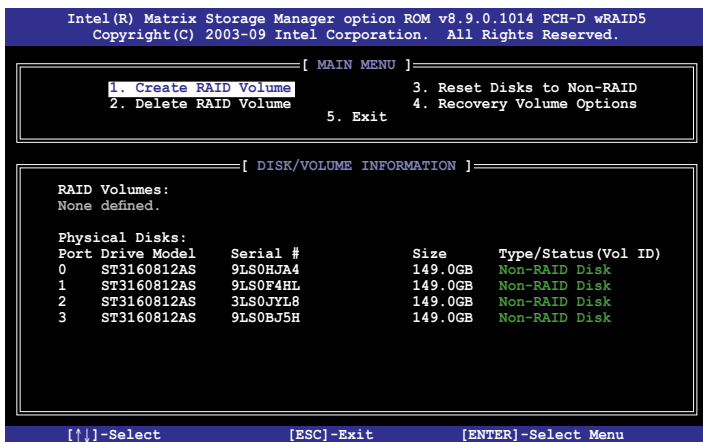 Intel(R) Matrix Storage Manager option ROM v8.9.0.1014 PCH-D wRAID5
Copyright(C) 2003-09 Intel Corporation. All Rights Reserved.
[ MAIN MENU ]
1. Create RAID Volume 3. Reset Disks to Non-RAID
2. Delete RAID Volume 4. Recovery Volume Options
5. Exit
[ DISK/VOLUME INFORMATION ]
RAID Volumes:
None defined.
Physical Disks:
Port Drive Model Serial # Size Type/Status(Vol ID)
0 ST3160812AS 9LS0HJA4 149.0GB Non-RAID Disk
1 ST3160812AS 9LS0F4HL 149.0GB Non-RAID Disk
2 ST3160812AS 3LS0JYL8 149.0GB Non-RAID Disk
3 ST3160812AS 9LS0BJ5H 149.0GB Non-RAID Disk
[↑↓]-Select [ESC]-Exit [ENTER]-Select Menu